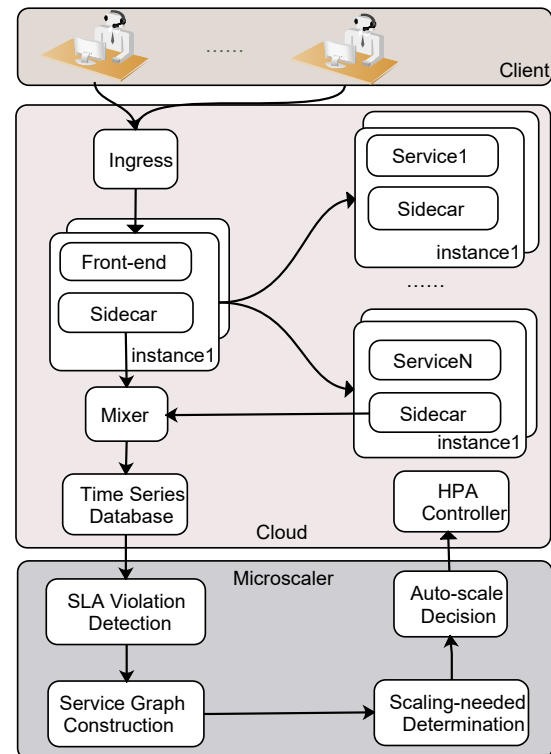 ......
Client
Ingress
Service1
Sidecar
instance1
Front-end
Sidecar
instance1
......
ServiceN
Sidecar
instance1
Mixer
Time Series
Database
HPA
Controller
Cloud
Microscaler
SLA Violation
Detection
Auto-scale
Decision
Service Graph
Construction
Scaling-needed
Determination